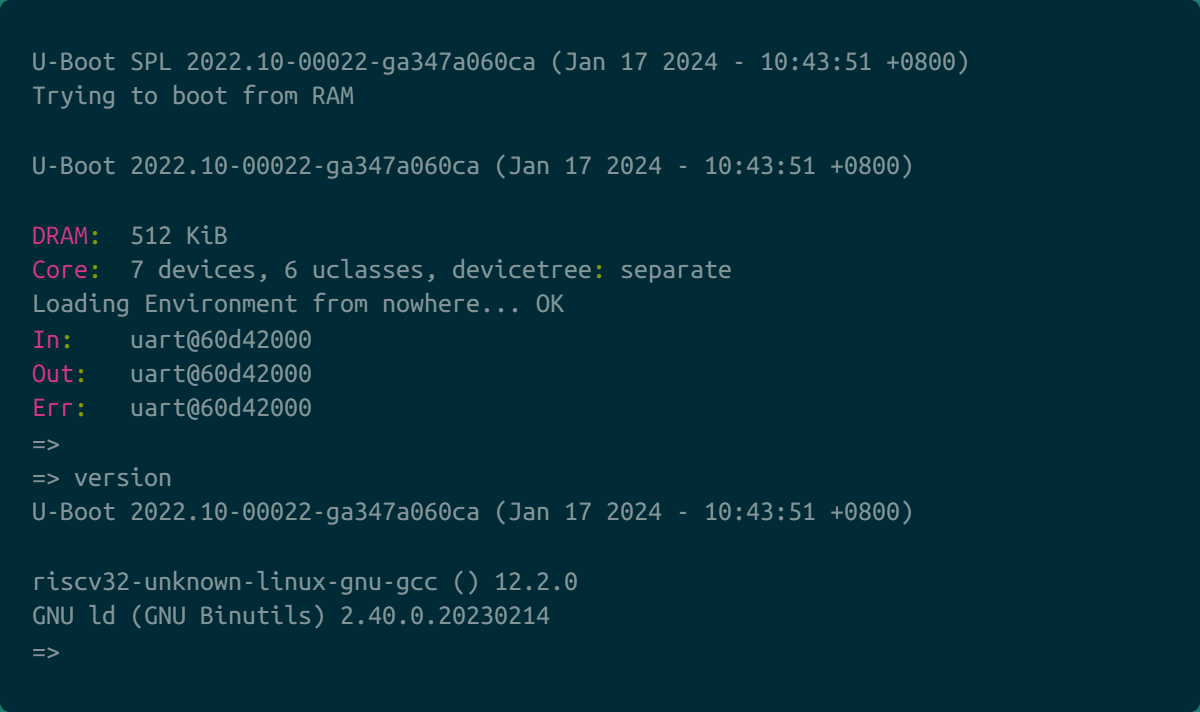 U-Boot SPL 2022.10-00022-ga347a060ca (Jan 17 2024 - 10:43:51 +0800)
Trying to boot from RAM
U-Boot 2022.10-00022-ga347a060ca (Jan 17 2024 - 10:43:51 +0800)
DRAM:  512 KiB
Core:  7 devices, 6 uclasses, devicetree: separate
Loading Environment from nowhere... OK
In:    uart@60d42000
Out:   uart@60d42000
Err:   uart@60d42000
=>
=> version
U-Boot 2022.10-00022-ga347a060ca (Jan 17 2024 - 10:43:51 +0800)
riscv32-unknown-linux-gnu-gcc () 12.2.0
GNU ld (GNU Binutils) 2.40.0.20230214
=>